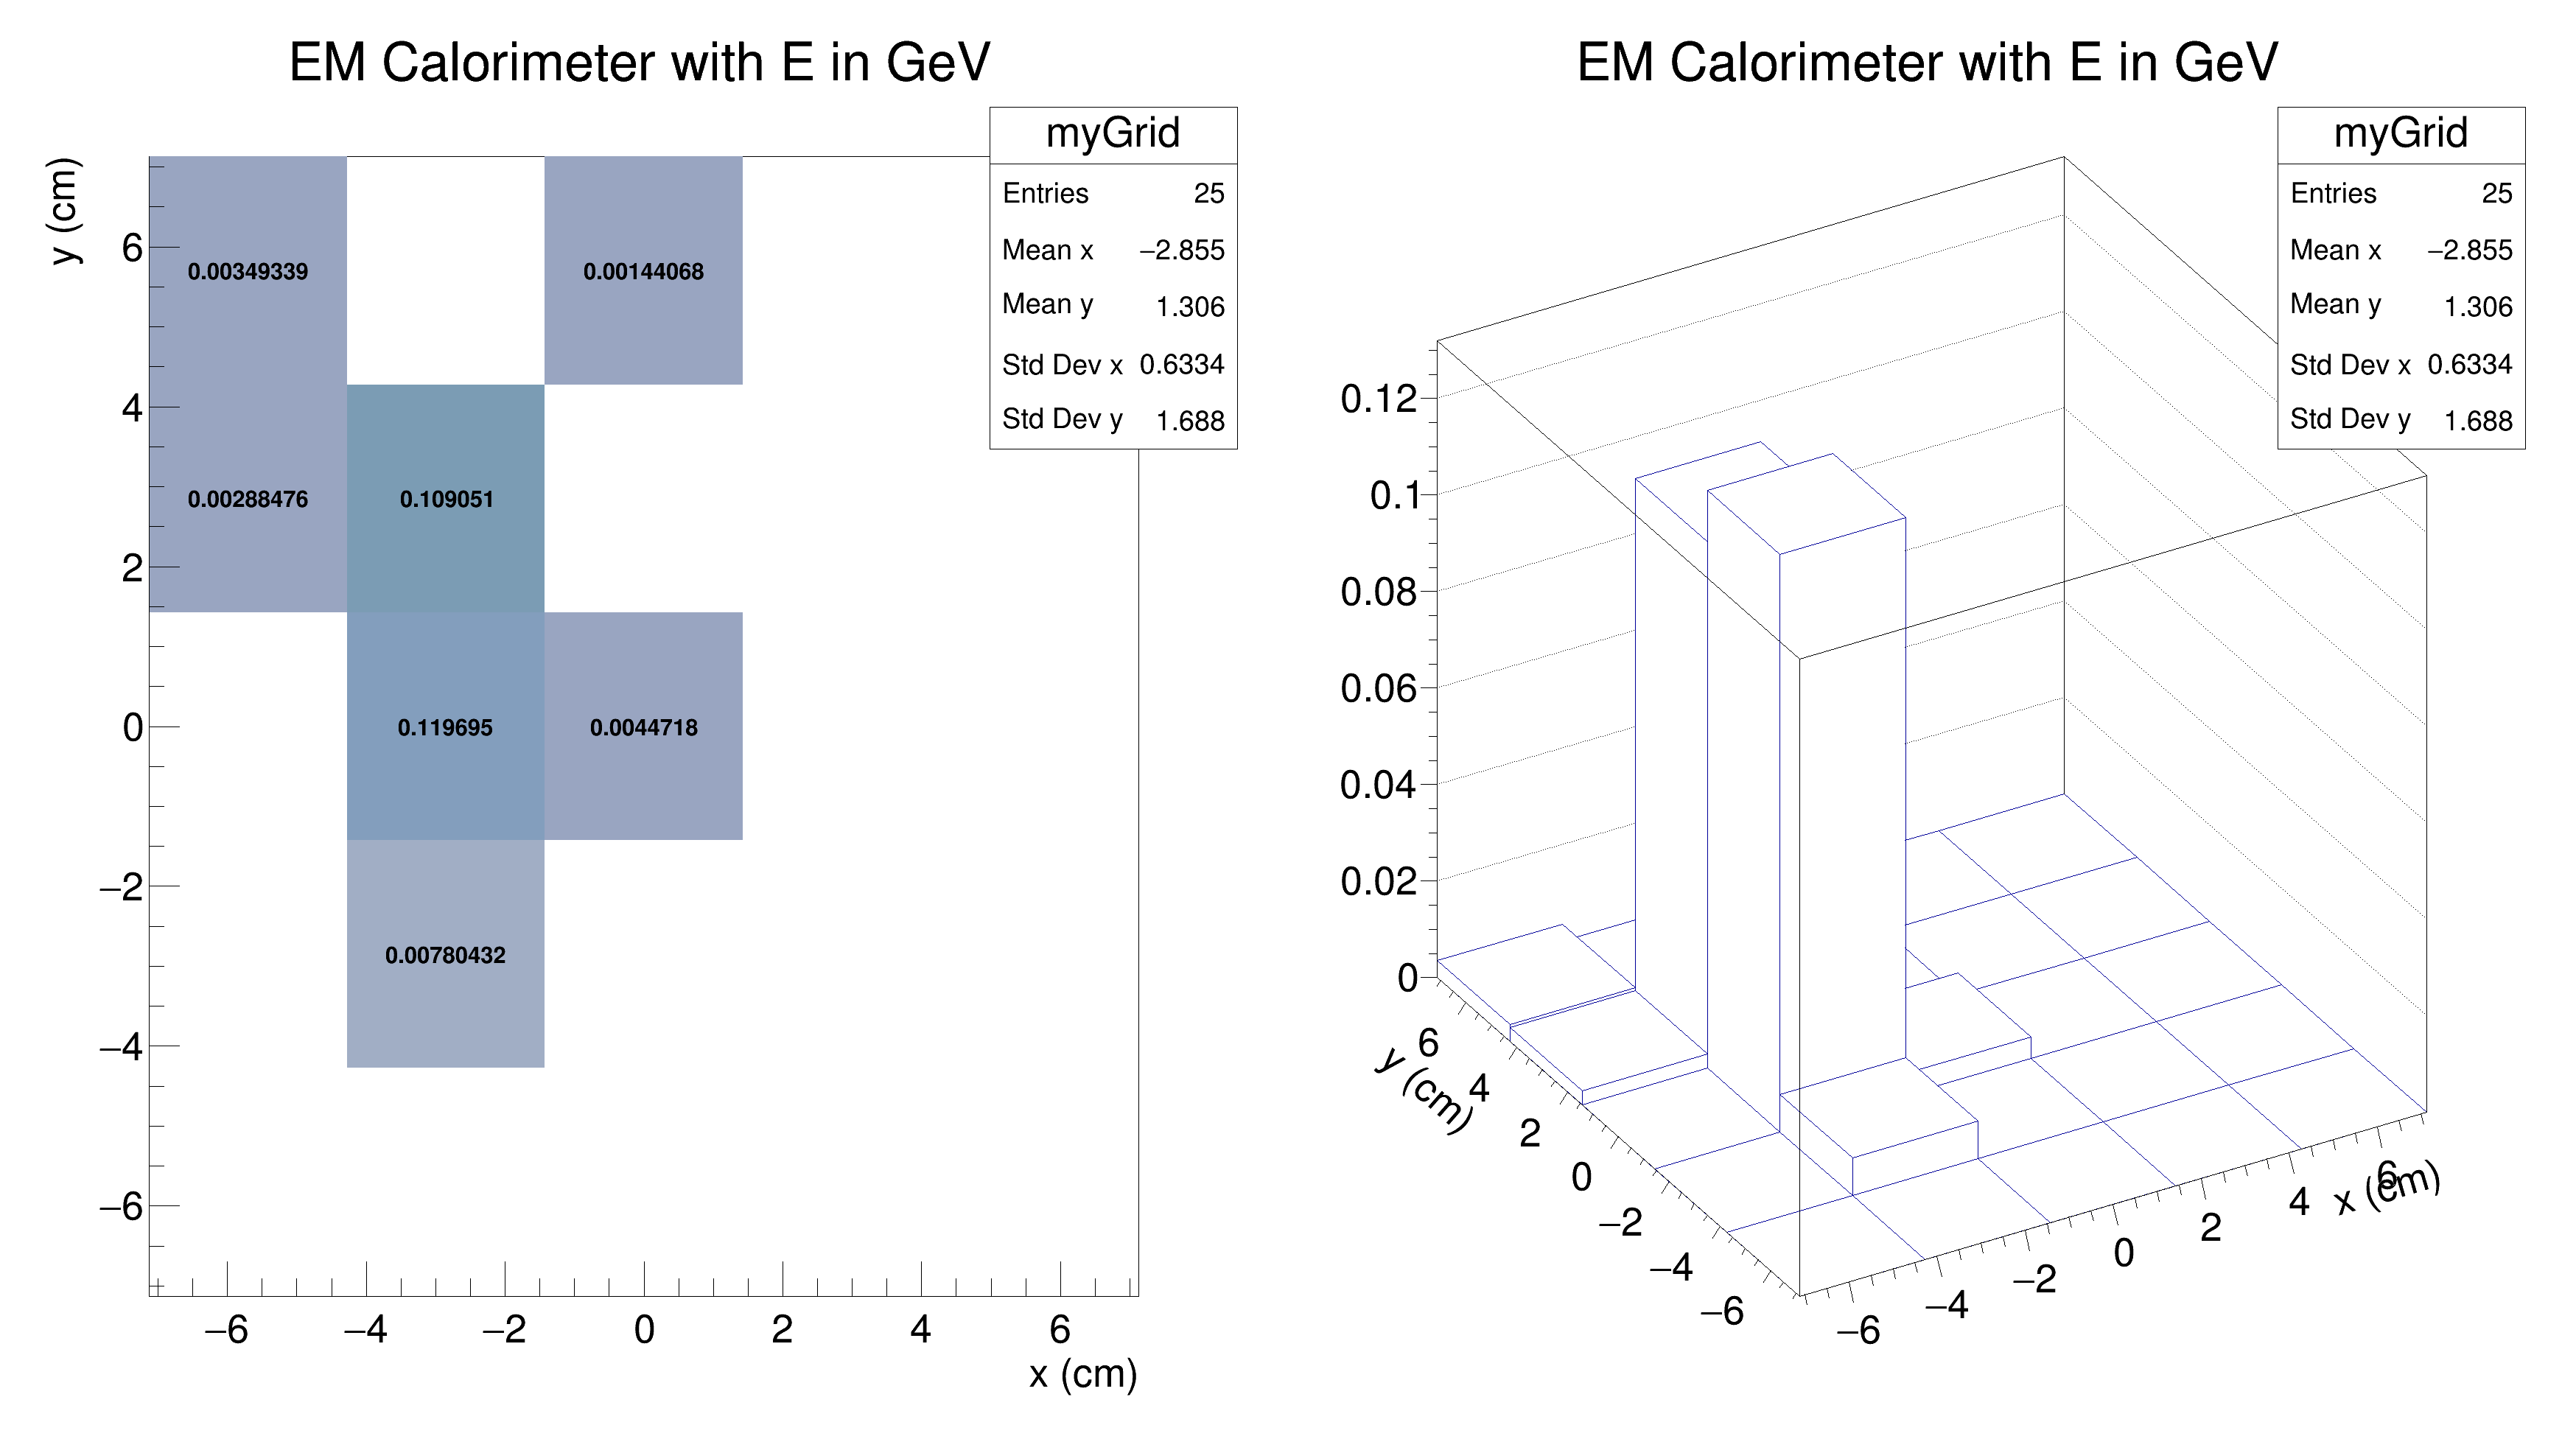 EM Calorimeter with E in GeV
myGrid
Entries 25
Mean x −2.855
Mean y 1.306
Std Dev x 0.6334
Std Dev y 1.688
y (cm)
6
4
2
0
−2
−4
−6
0.00349339
0.00144068
0.00288476
0.109051
0.119695
0.0044718
0.00780432
−6 −4 −2 0 2 4 6
x (cm)
EM Calorimeter with E in GeV
myGrid
Entries 25
Mean x −2.855
Mean y 1.306
Std Dev x 0.6334
Std Dev y 1.688
0.12
0.1
0.08
0.06
0.04
0.02
0
6
4
2
0
−2
−4
−6
y (cm)
−6
−4
−2
0
2
4
6
x (cm)